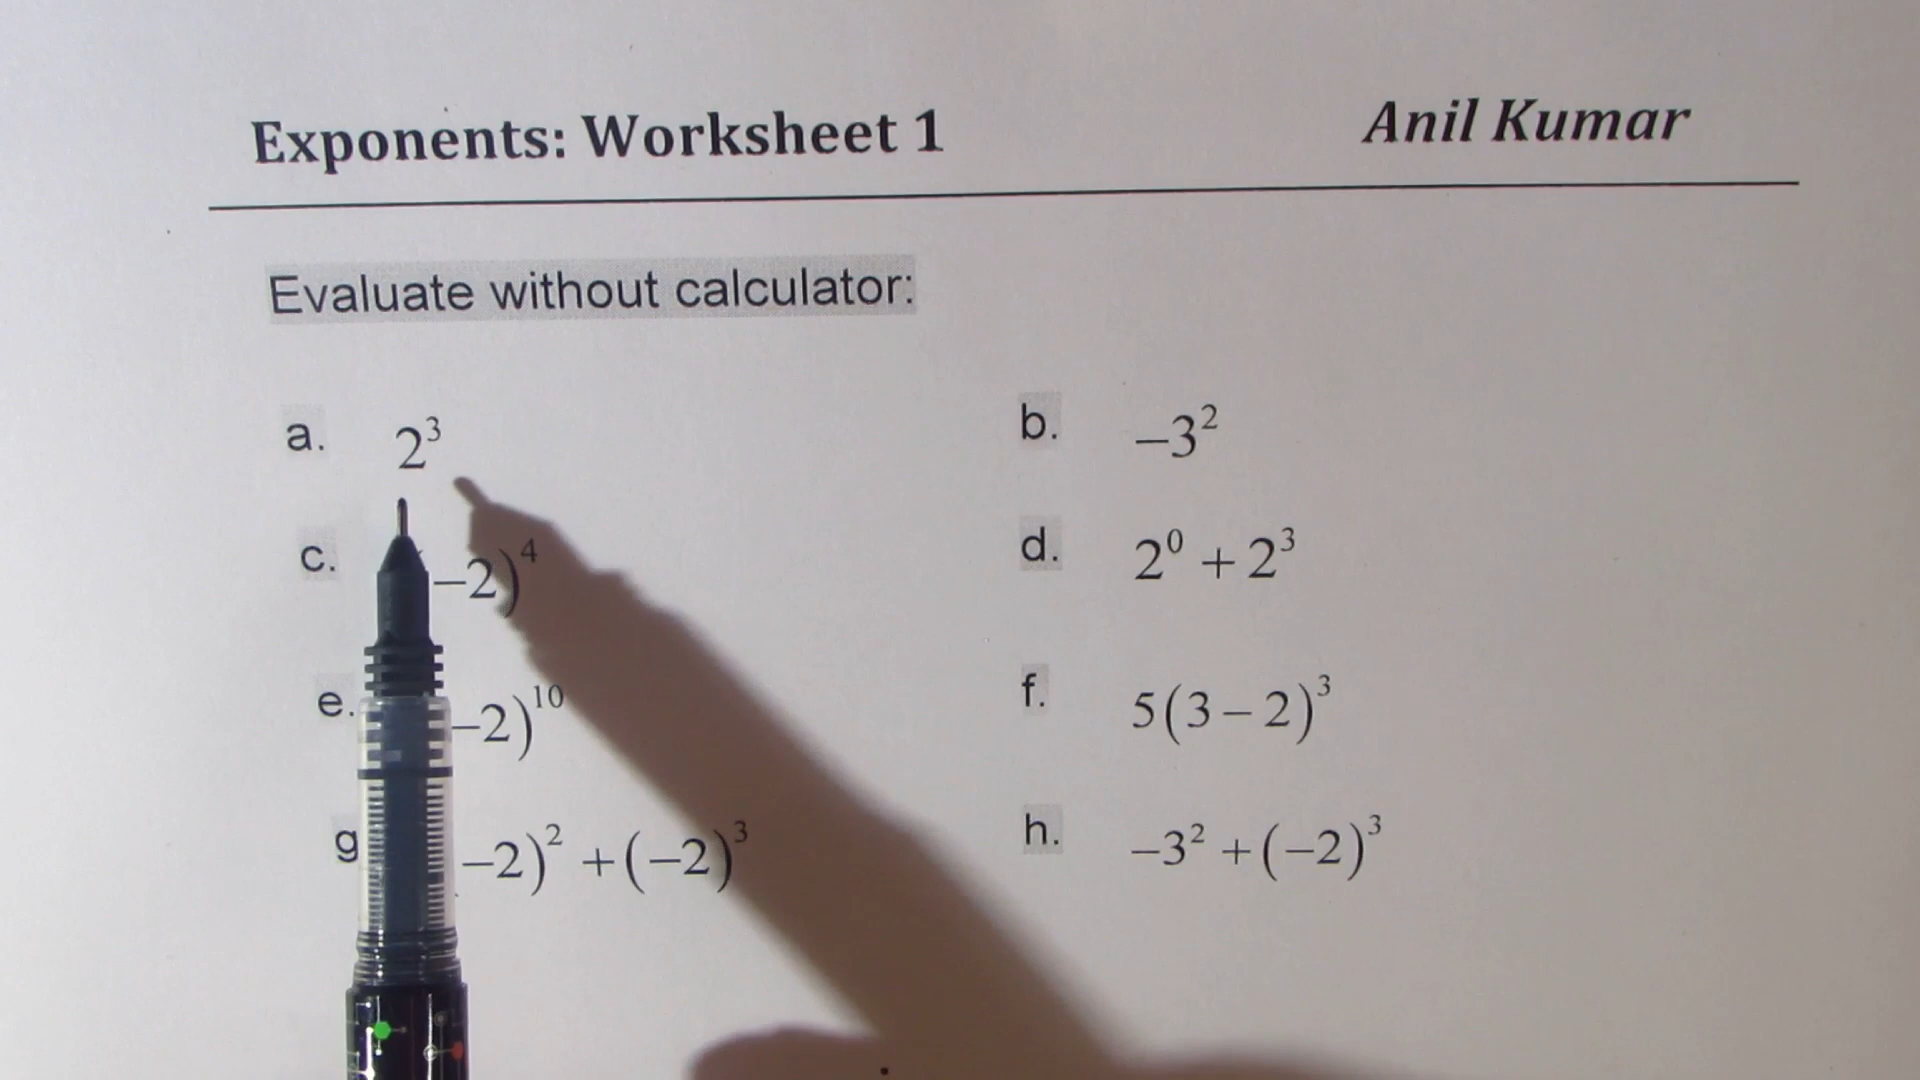 Exponents: Worksheet 1 Anil Kumar
Evaluate without calculator:
a. 2³ b. –3²
c. –2)⁴ d. 2⁰ + 2³
e. –2)¹⁰ f. 5(3 – 2)³
g –2)² + (–2)³ h. –3² + (–2)³